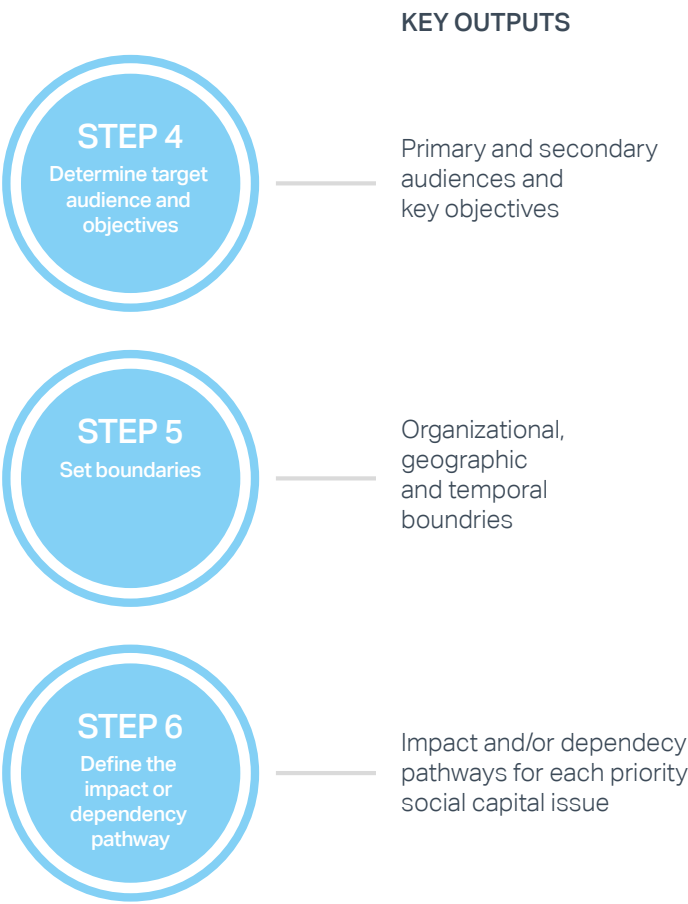 KEY OUTPUTS
STEP 4
Determine target
audience and
objectives
Primary and secondary
audiences and
key objectives
STEP 5
Set boundaries
Organizational,
geographic
and temporal
boundries
STEP 6
Define the
impact or
dependency
pathway
Impact and/or dependecy
pathways for each priority
social capital issue